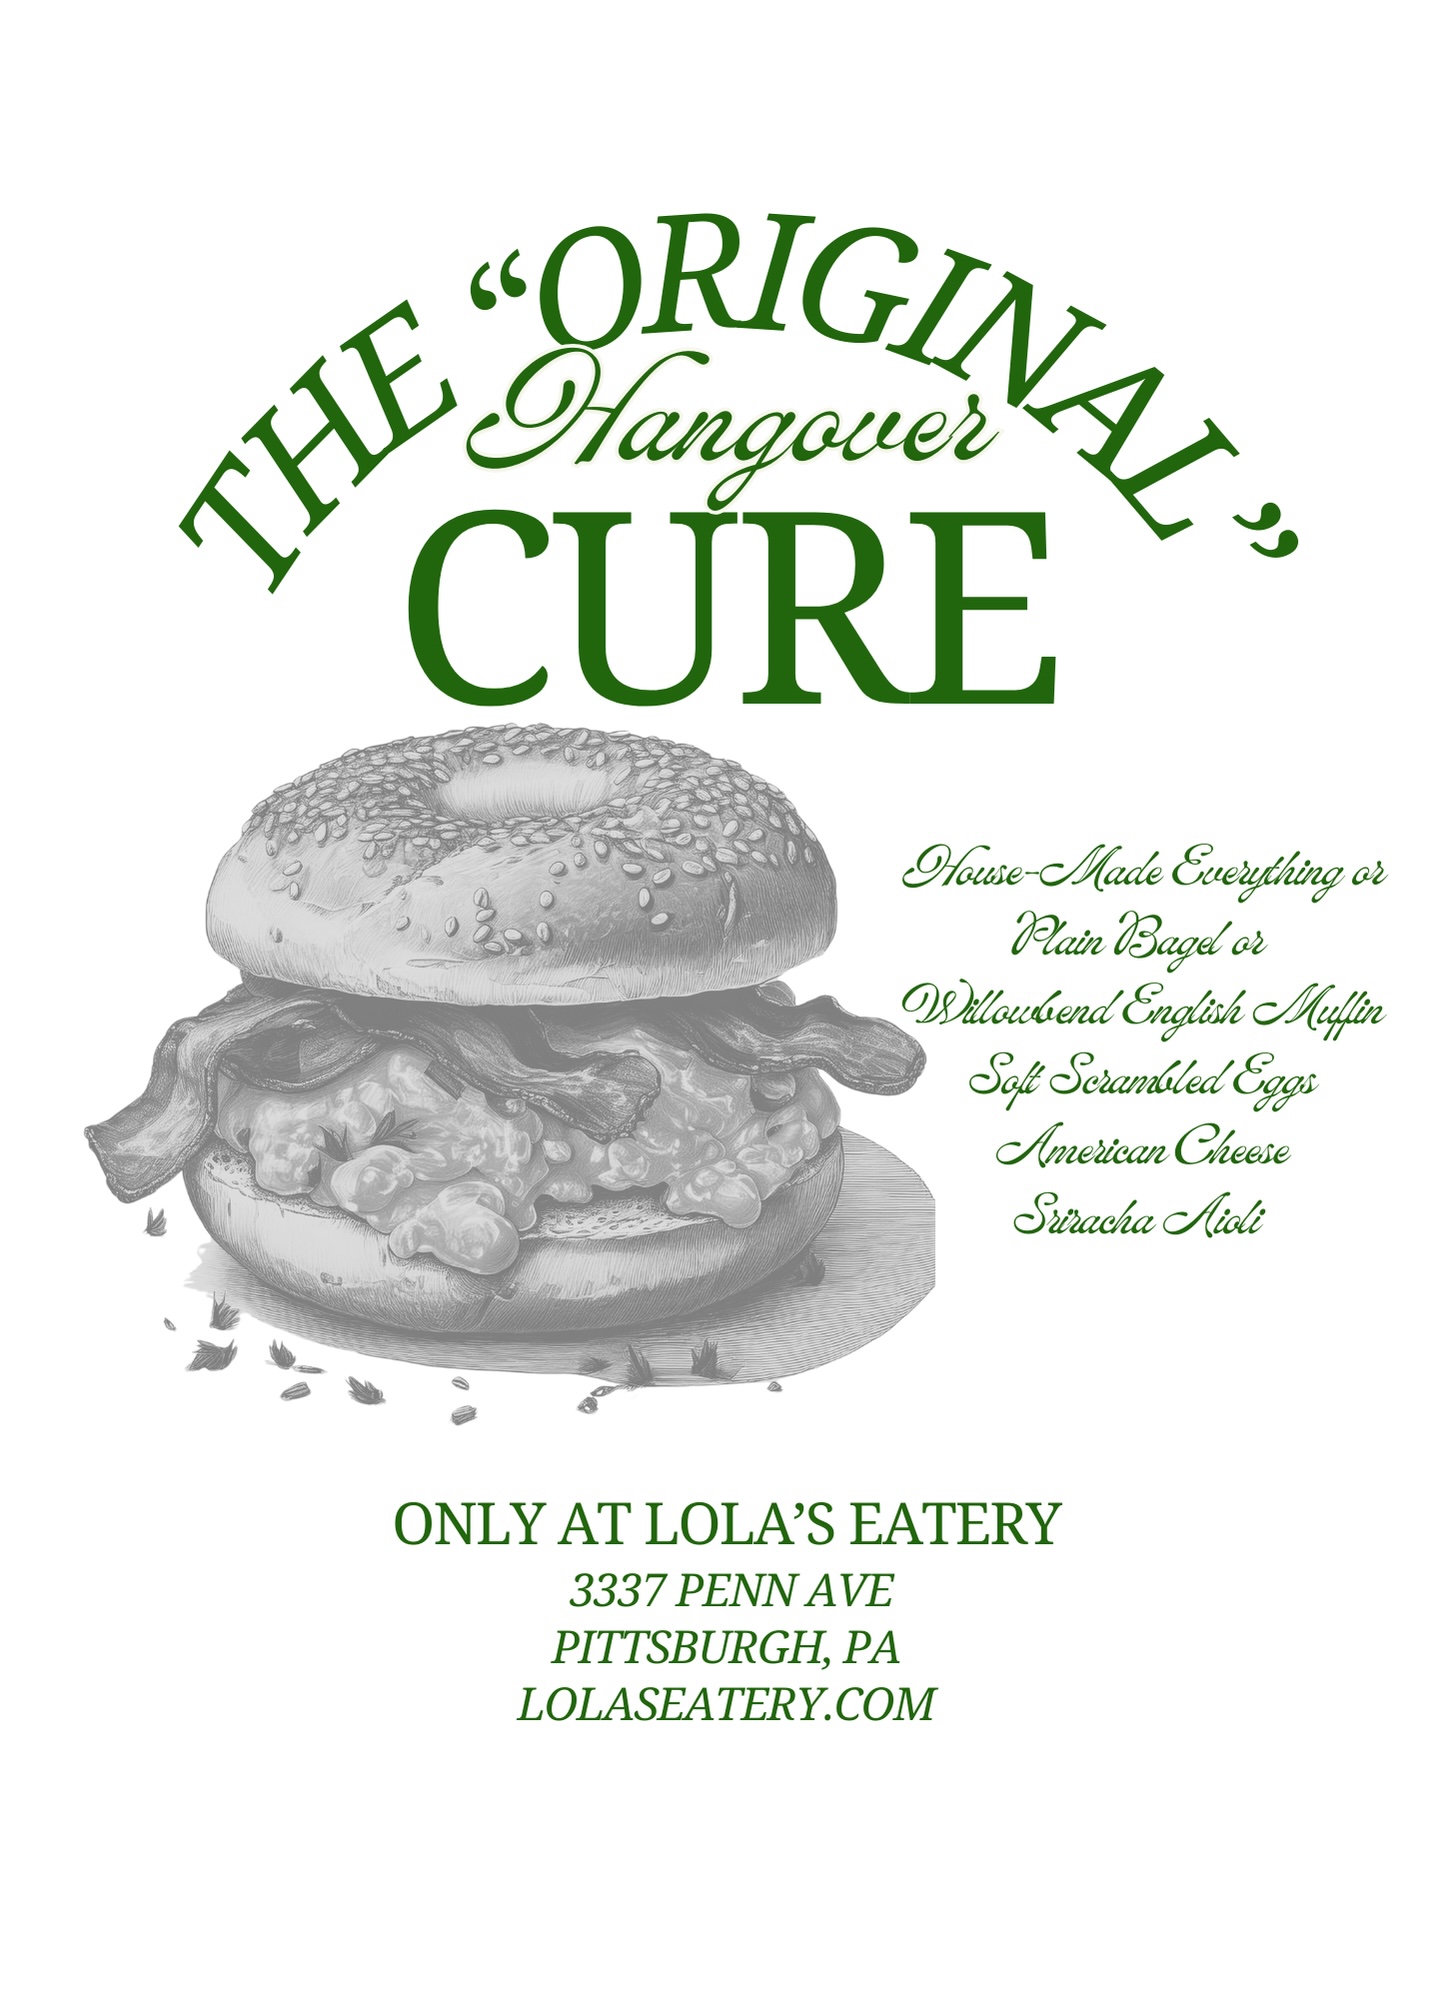 THE “ORIGINAL”
Hangover
CURE
House-Made Everything or
Plain Bagel or
Willowbend English Muffin
Soft Scrambled Eggs
American Cheese
Sriracha Aioli
ONLY AT LOLA’S EATERY
3337 PENN AVE
PITTSBURGH, PA
LOLASEATERY.COM